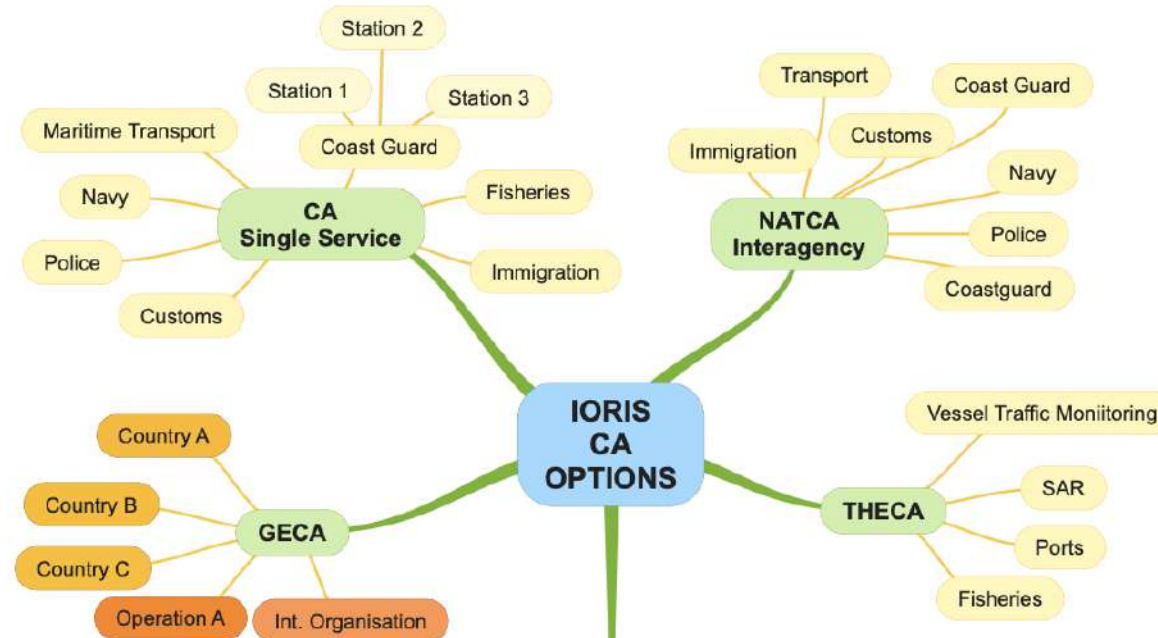 Station 2
Station 1
Station 3
Maritime Transport
Coast Guard
Navy
Fisheries
CA
Single Service
Police
Immigration
Customs
Transport
Coast Guard
Customs
Immigration
Navy
NATCA
Interagency
Police
Coastguard
IORIS
CA
OPTIONS
Country A
Country B
GECA
Country C
Operation A
Int. Organisation
Vessel Traffic Moniitoring
SAR
THECA
Ports
Fisheries